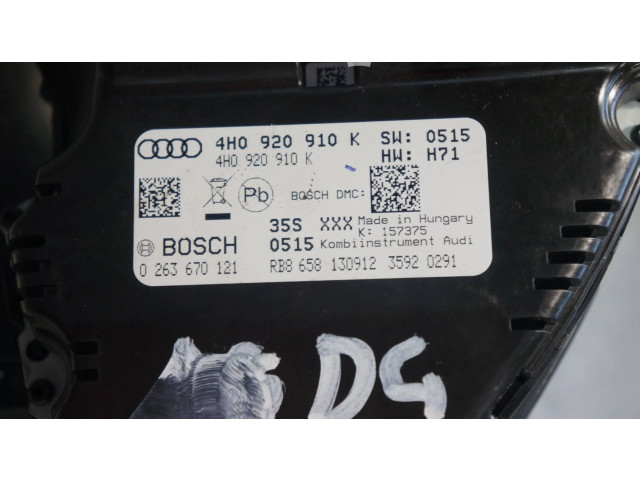 4H0 920 910 K SW: 0515
4H0 920 910 K HW: H71
Pb BOSCH DMC:
35S XXX Made in Hungary
K: 157375
BOSCH 0515 Kombiinstrument Audi
0 263 670 121 RB8 658 130912 3592 0291
DS